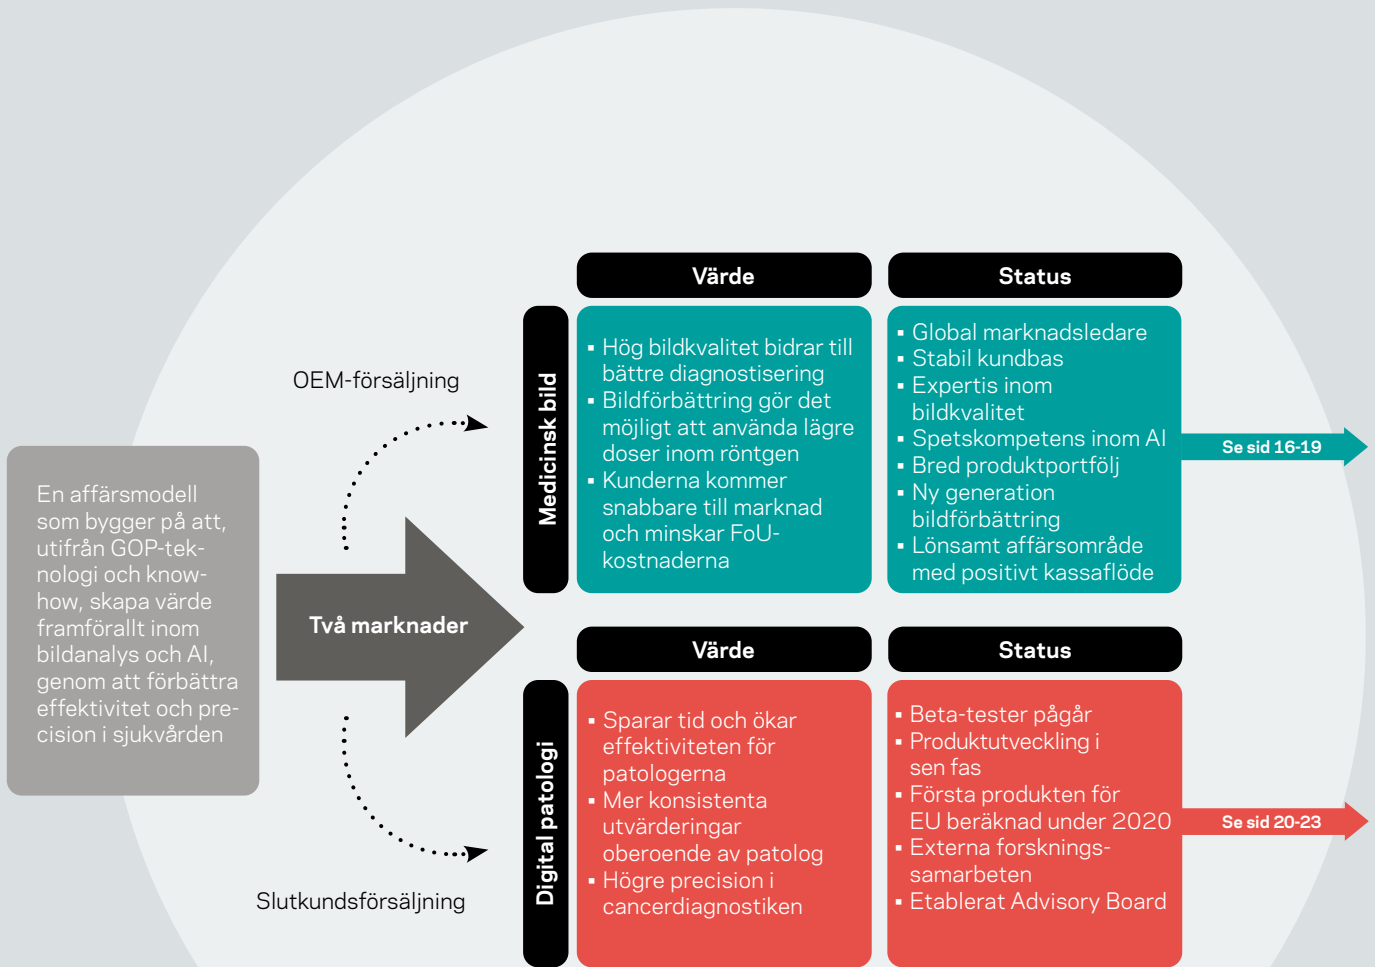 En affärsmodell
som bygger på att,
utifrån GOP-tek-
nologi och know-
how, skapa värde
framförallt inom
bildanalys och AI,
genom att förbättra
effektivitet och pre-
cision i sjukvården
OEM-försäljning
Två marknader
Slutkundsförsäljning
Medicinsk bild
Värde
▪ Hög bildkvalitet bidrar till
bättre diagnostisering
▪ Bildförbättring gör det
möjligt att använda lägre
doser inom röntgen
▪ Kunderna kommer
snabbare till marknad
och minskar FoU-
kostnaderna
Status
▪ Global marknadsledare
▪ Stabil kundbas
▪ Expertis inom
bildkvalitet
▪ Spetskompetens inom AI
▪ Bred produktportfölj
▪ Ny generation
bildförbättring
▪ Lönsamt affärsområde
med positivt kassaflöde
Se sid 16-19
Digital patologi
Värde
▪ Sparar tid och ökar
effektiviteten för
patologerna
▪ Mer konsistenta
utvärderingar
oberoende av patolog
▪ Högre precision i
cancerdiagnostiken
Status
▪ Beta-tester pågår
▪ Produktutveckling i
sen fas
▪ Första produkten för
EU beräknad under 2020
▪ Externa forsknings-
samarbeten
▪ Etablerat Advisory Board
Se sid 20-23